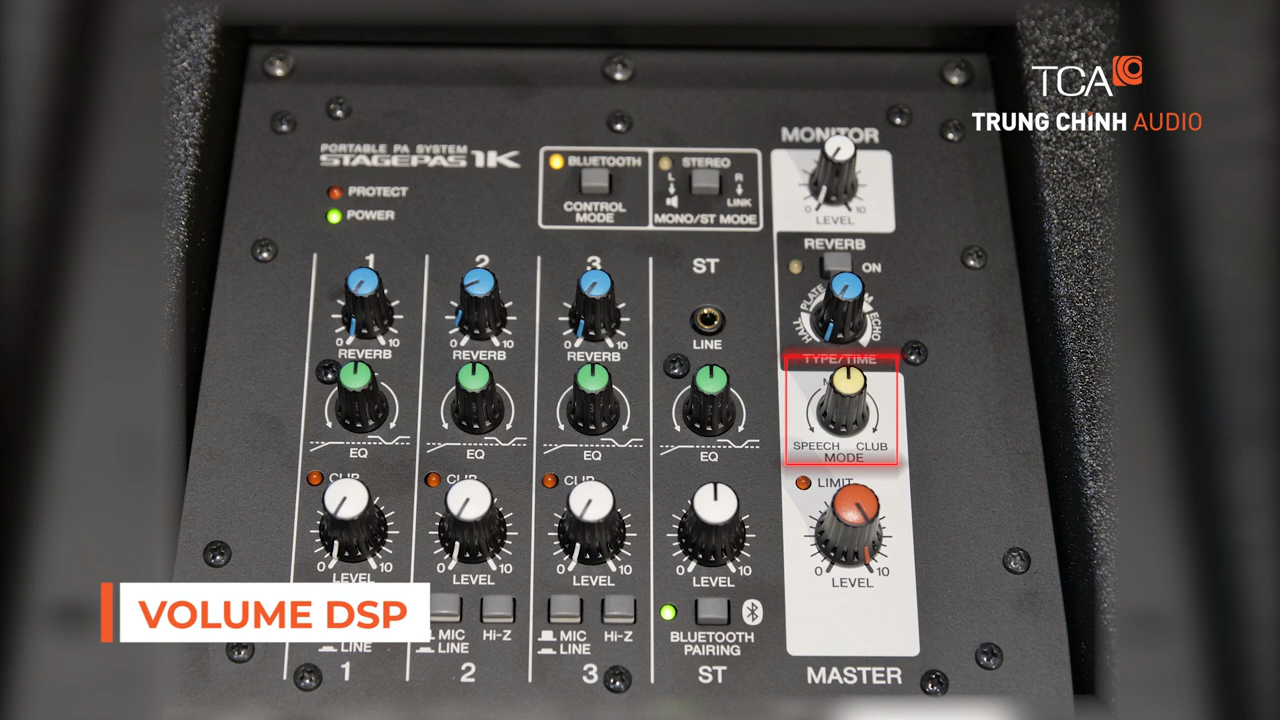 TCA
TRUNG CHÍNH AUDIO
PORTABLE PA SYSTEM
STAGEPAS 1K
PROTECT
POWER
BLUETOOTH
CONTROL
MODE
STEREO
L R
LINK
MONO/ST MODE
MONITOR
0 10
LEVEL
REVERB
ON
HALL PLATE ECHO
TYPE/TIME
SPEECH CLUB
MODE
LIMIT
0 10
LEVEL
MASTER
1 2 3 ST
LINE
0 10 0 10 0 10
REVERB REVERB REVERB
EQ EQ EQ EQ
CLIP CLIP CLIP
0 10 0 10 0 10 0 10
LEVEL LEVEL LEVEL LEVEL
VOLUME DSP
LINE
MIC
LINE
Hi-Z
MIC
LINE
Hi-Z
BLUETOOTH
PAIRING
1 2 3 ST